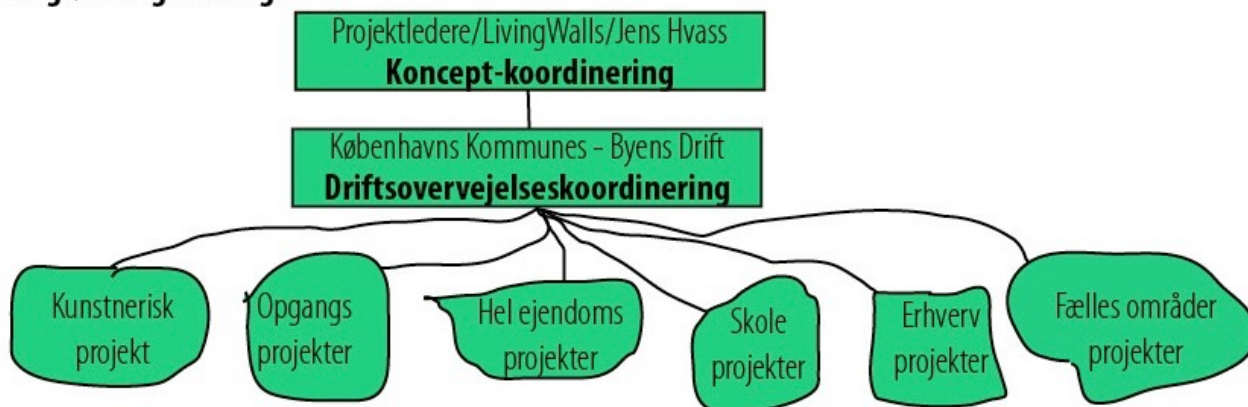 Projektledere/LivingWalls/Jens Hvass
Koncept-koordinering
Københavns Kommunes - Byens Drift
Driftsovervejelseskoordinering
Kunstnerisk
projekt
Opgangs
projekter
Hel ejendoms
projekter
Skole
projekter
Erhverv
projekter
Fælles områder
projekter